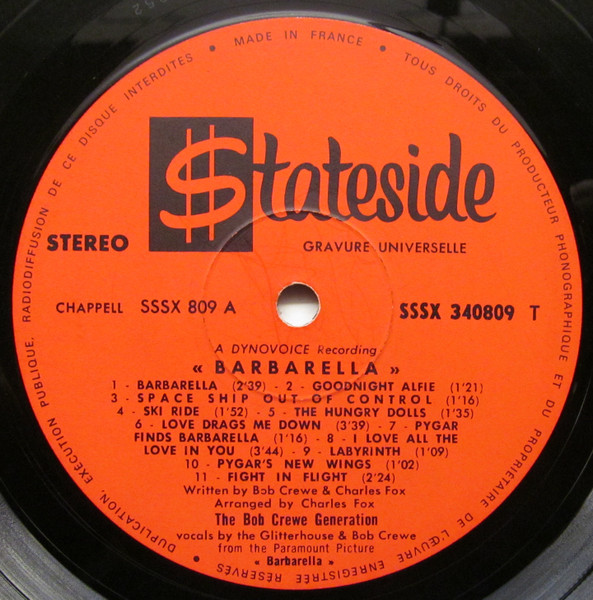 DUPLICATION, EXÉCUTION PUBLIQUE, RADIODIFFUSION DE CE DISQUE INTERDITES • MADE IN FRANCE • TOUS DROITS DU PRODUCTEUR PHONOGRAPHIQUE ET DU PROPRIÉTAIRE DE L'ŒUVRE ENREGISTRÉE RÉSERVÉS •
$tateside
STEREO
GRAVURE UNIVERSELLE
CHAPPELL SSSX 809 A
SSSX 340809 T
A DYNOVOICE Recording
« BARBARELLA »
1 - BARBARELLA (2'39) - 2 - GOODNIGHT ALFIE (1'21)
3 - SPACE SHIP OUT OF CONTROL (1'16)
4 - SKI RIDE (1'52) - 5 - THE HUNGRY DOLLS (1'35)
6 - LOVE DRAGS ME DOWN (3'39) - 7 - PYGAR
FINDS BARBARELLA (1'16) - 8 - I LOVE ALL THE
LOVE IN YOU (3'44) - 9 - LABYRINTH (1'09)
10 - PYGAR'S NEW WINGS (1'02)
11 - FIGHT IN FLIGHT (2'24)
Written by Bob Crewe & Charles Fox
Arranged by Charles Fox
The Bob Crewe Generation
vocals by the Glitterhouse & Bob Crewe
from the Paramount Picture
« Barbarella »